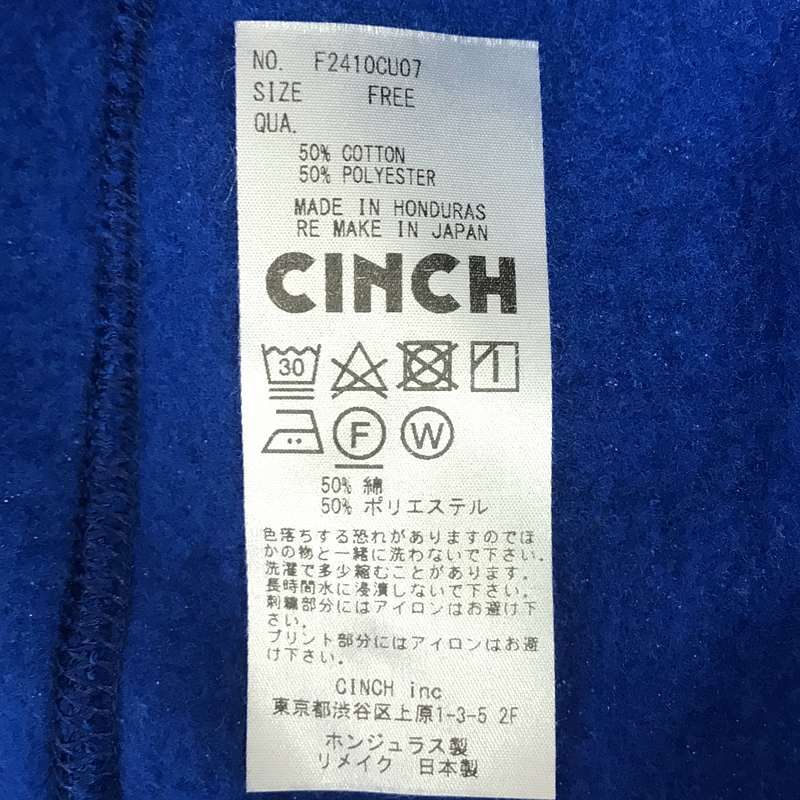 NO. F2410CU07
SIZE FREE
QUA.
50% COTTON
50% POLYESTER
MADE IN HONDURAS
RE MAKE IN JAPAN
CINCH
30
F
W
50% 綿
50% ポリエステル
色落ちする恐れがありますのでほ
かの物と一緒に洗わないで下さい.
洗濯で多少縮むことがあります.
長時間水に浸漬しないで下さい.
刺繍部分にはアイロンはお避け下
さい.
プリント部分にはアイロンはお避
け下さい.
CINCH inc
東京都渋谷区上原1-3-5 2F
ホンジュラス製
リメイク 日本製